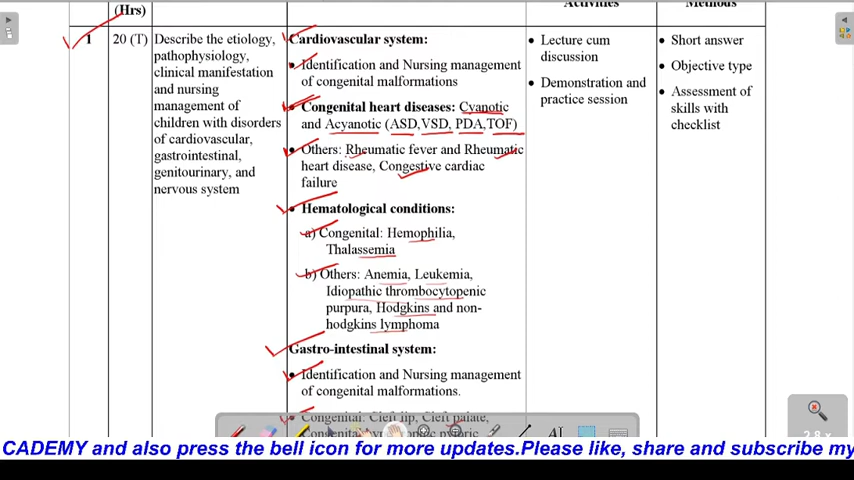 (Hrs)
Activities
Methods
1
20 (T)
Describe the etiology,
pathophysiology,
clinical manifestation
and nursing
management of
children with disorders
of cardiovascular,
gastrointestinal,
genitourinary, and
nervous system
Cardiovascular system:
• Identification and Nursing management
of congenital malformations
• Congenital heart diseases: Cyanotic
and Acyanotic (ASD,VSD, PDA,TOF)
• Others: Rheumatic fever and Rheumatic
heart disease, Congestive cardiac
failure
• Hematological conditions:
a) Congenital: Hemophilia,
Thalassemia
b) Others: Anemia, Leukemia,
Idiopathic thrombocytopenic
purpura, Hodgkins and non-
hodgkins lymphoma
Gastro-intestinal system:
• Identification and Nursing management
of congenital malformations.
• Congenital: Cleft lip, Cleft palate,
• Lecture cum
discussion
• Demonstration and
practice session
• Short answer
• Objective type
• Assessment of
skills with
checklist
2.8 x
CADEMY and also press the bell icon for more updates.Please like, share and subscribe my